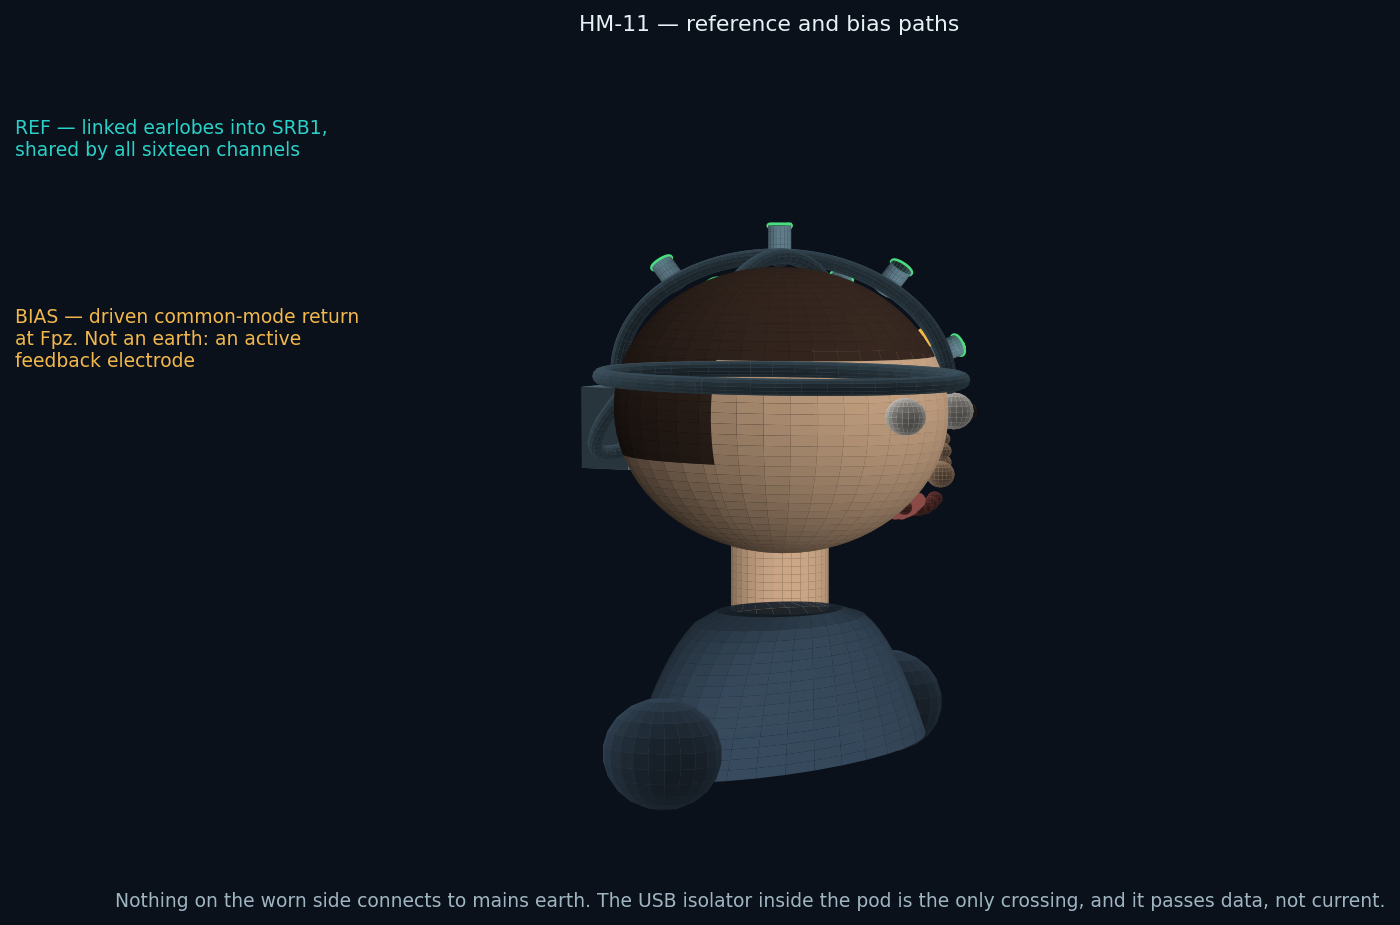 HM-11 — reference and bias paths
REF — linked earlobes into SRB1,
shared by all sixteen channels
BIAS — driven common-mode return
at Fpz. Not an earth: an active
feedback electrode
Nothing on the worn side connects to mains earth. The USB isolator inside the pod is the only crossing, and it passes data, not current.